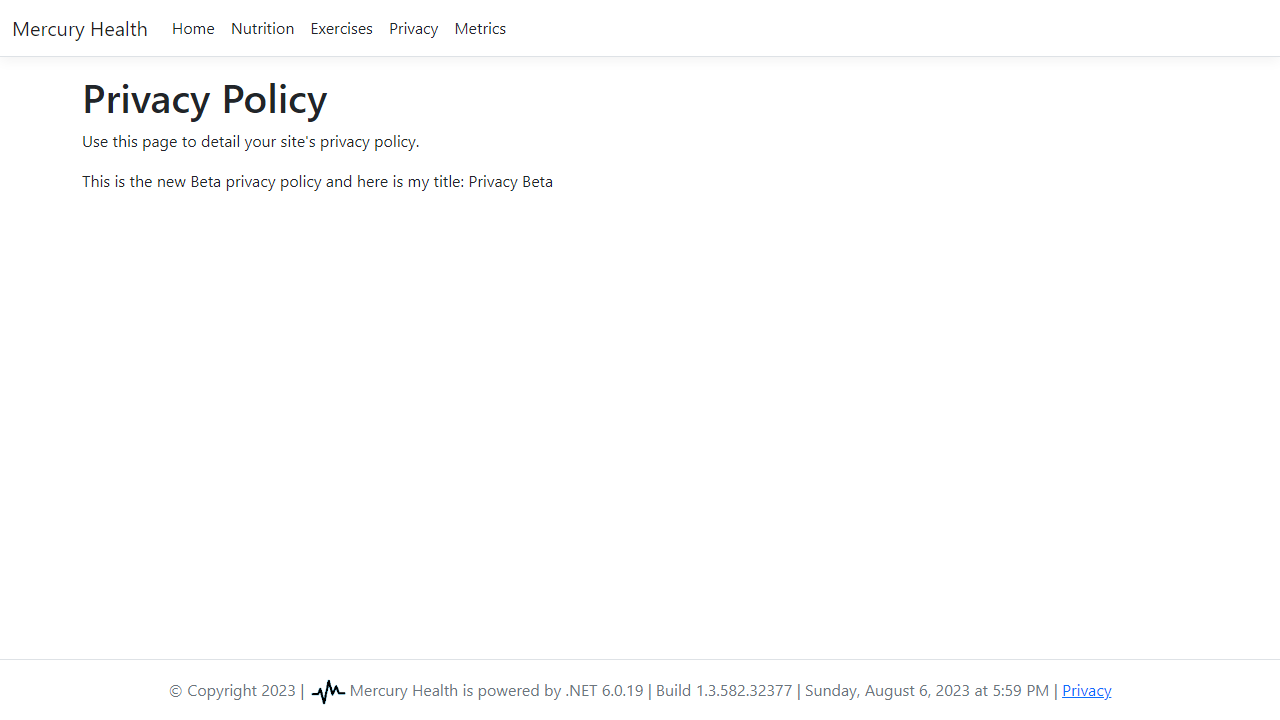 Mercury Health Home Nutrition Exercises Privacy Metrics
Privacy Policy
Use this page to detail your site's privacy policy.
This is the new Beta privacy policy and here is my title: Privacy Beta
© Copyright 2023 | Mercury Health is powered by .NET 6.0.19 | Build 1.3.582.32377 | Sunday, August 6, 2023 at 5:59 PM | Privacy